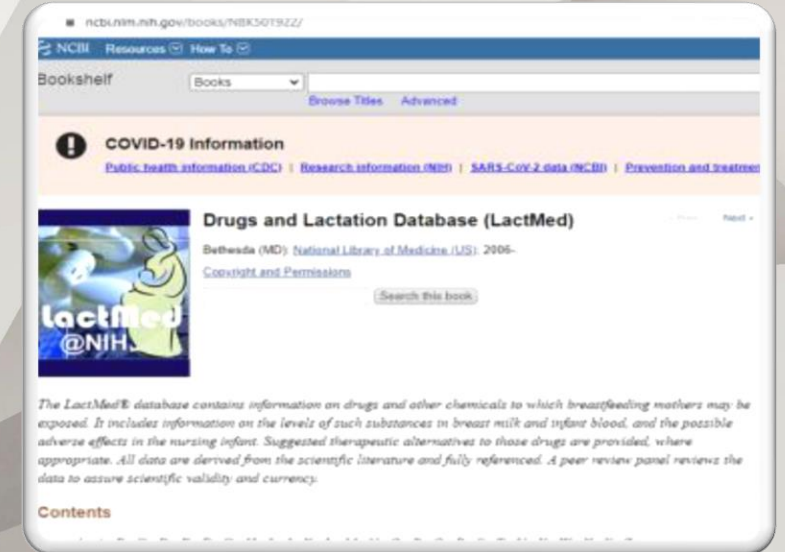 ncbi.nlm.nih.gov/books/NBK501922/
NCBI Resources How To
Bookshelf Books
Browse Titles Advanced
COVID-19 Information
Public health information (CDC) | Research information (NIH) | SARS-CoV-2 data (NCBI) | Prevention and treatmen
Drugs and Lactation Database (LactMed)
Next
Bethesda (MD): National Library of Medicine (US); 2006-
Copyright and Permissions
Search this book
LactMed
@NIH
The LactMed® database contains information on drugs and other chemicals to which breastfeeding mothers may be
exposed. It includes information on the levels of such substances in breast milk and infant blood, and the possible
adverse effects in the nursing infant. Suggested therapeutic alternatives to those drugs are provided, where
appropriate. All data are derived from the scientific literature and fully referenced. A peer review panel reviews the
data to assure scientific validity and currency.
Contents